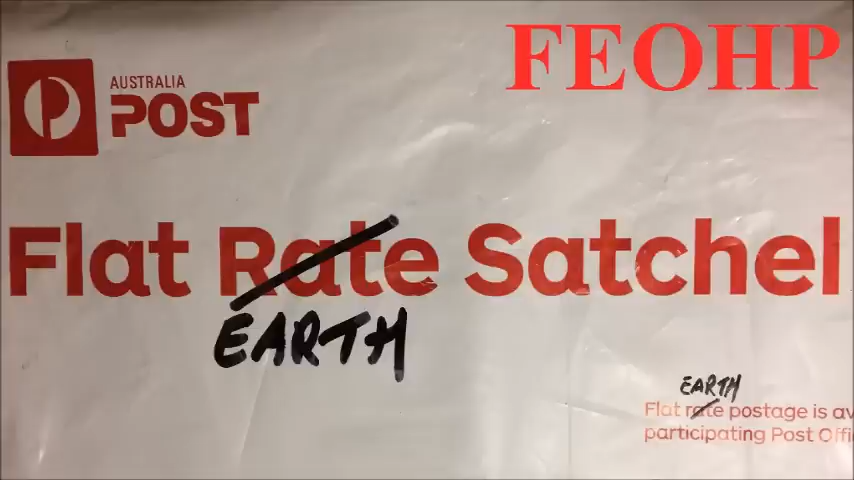 FEOHP
AUSTRALIA
POST
Flat Rate Satchel
EARTH
EARTH
Flat rate postage is av
participating Post Offi